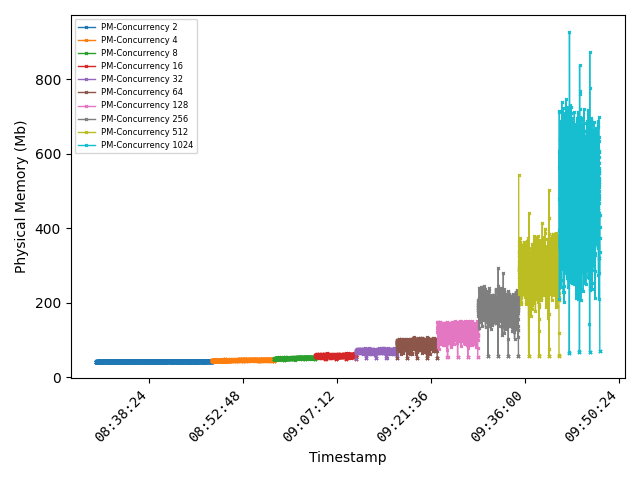 PM-Concurrency 2
PM-Concurrency 4
PM-Concurrency 8
PM-Concurrency 16
PM-Concurrency 32
PM-Concurrency 64
PM-Concurrency 128
PM-Concurrency 256
PM-Concurrency 512
PM-Concurrency 1024
Physical Memory (Mb)
800
600
400
200
0
08:38:24
08:52:48
09:07:12
09:21:36
09:36:00
09:50:24
Timestamp